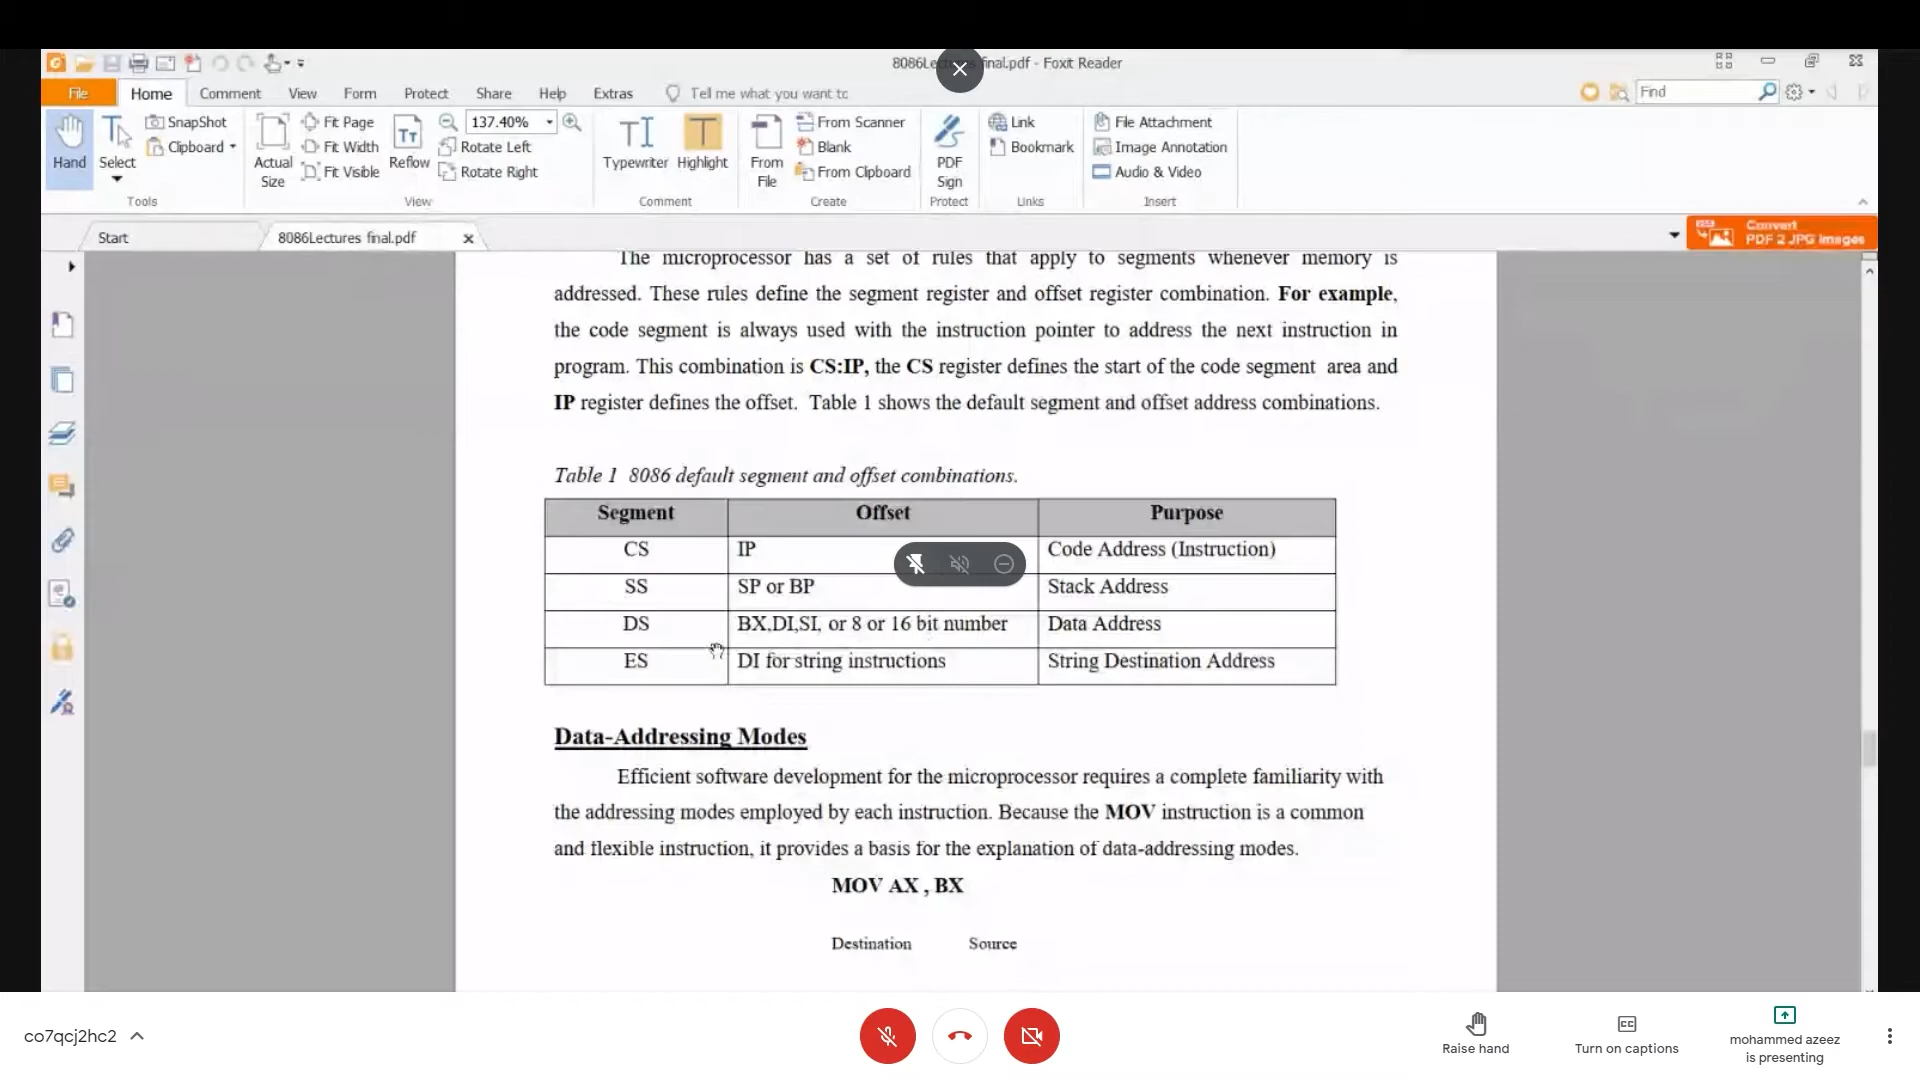 8086Lectures final.pdf - Foxit Reader
File Home Comment View Form Protect Share Help Extras Tell me what you want to Find
Hand
Select
SnapShot
Clipboard
Tools
Actual
Size
Fit Page
Fit Width
Fit Visible
Reflow
137.40%
Rotate Left
Rotate Right
View
Typewriter
Highlight
Comment
From
File
From Scanner
Blank
From Clipboard
Create
PDF
Sign
Protect
Link
Bookmark
Links
File Attachment
Image Annotation
Audio & Video
Insert
Start
8086Lectures final.pdf
Convert
PDF 2 JPG Images
The microprocessor has a set of rules that apply to segments whenever memory is
addressed. These rules define the segment register and offset register combination. For example,
the code segment is always used with the instruction pointer to address the next instruction in
program. This combination is CS:IP, the CS register defines the start of the code segment area and
IP register defines the offset. Table 1 shows the default segment and offset address combinations.
Table 1 8086 default segment and offset combinations.
Segment Offset Purpose
CS IP Code Address (Instruction)
SS SP or BP Stack Address
DS BX,DI,SI, or 8 or 16 bit number Data Address
ES DI for string instructions String Destination Address
Data-Addressing Modes
Efficient software development for the microprocessor requires a complete familiarity with
the addressing modes employed by each instruction. Because the MOV instruction is a common
and flexible instruction, it provides a basis for the explanation of data-addressing modes.
MOV AX , BX
Destination Source
co7qcj2hc2
Raise hand
Turn on captions
mohammed azeez
is presenting